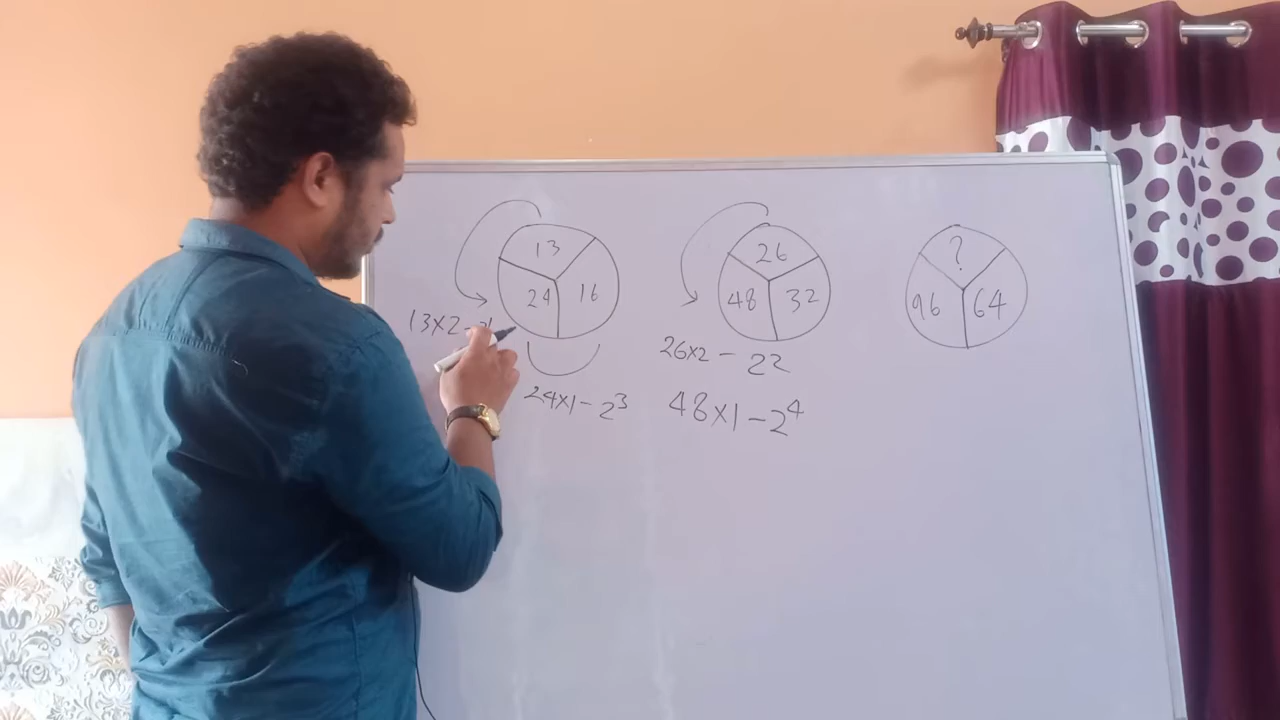 13
24 16
26
48 32
?
96 64
13x2-
26x2 - 22
24x1-2³
48x1-2⁴